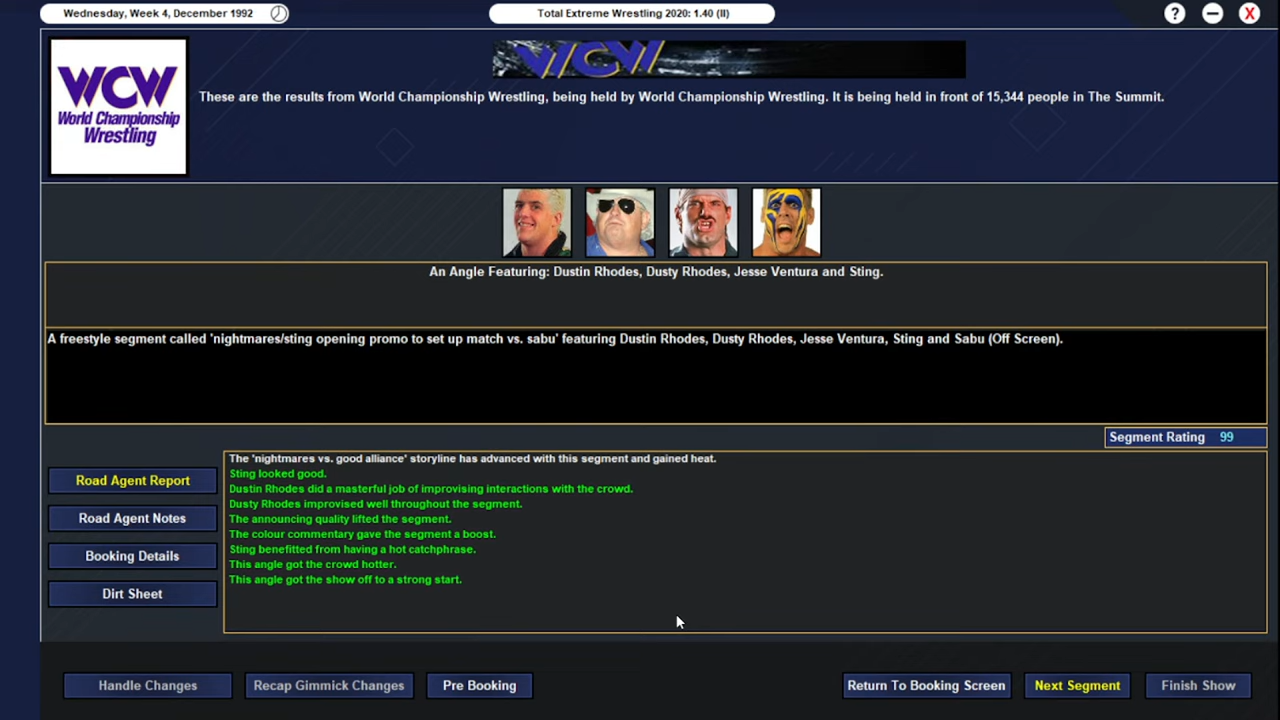 Wednesday, Week 4, December 1992
Total Extreme Wrestling 2020: 1.40 (II)
?
X
WCW
World Championship
Wrestling
WCW
These are the results from World Championship Wrestling, being held by World Championship Wrestling. It is being held in front of 15,344 people in The Summit.
An Angle Featuring: Dustin Rhodes, Dusty Rhodes, Jesse Ventura and Sting.
A freestyle segment called 'nightmares/sting opening promo to set up match vs. sabu' featuring Dustin Rhodes, Dusty Rhodes, Jesse Ventura, Sting and Sabu (Off Screen).
Segment Rating 99
Road Agent Report
Road Agent Notes
Booking Details
Dirt Sheet
The 'nightmares vs. good alliance' storyline has advanced with this segment and gained heat.
Sting looked good.
Dustin Rhodes did a masterful job of improvising interactions with the crowd.
Dusty Rhodes improvised well throughout the segment.
The announcing quality lifted the segment.
The colour commentary gave the segment a boost.
Sting benefitted from having a hot catchphrase.
This angle got the crowd hotter.
This angle got the show off to a strong start.
Handle Changes
Recap Gimmick Changes
Pre Booking
Return To Booking Screen
Next Segment
Finish Show